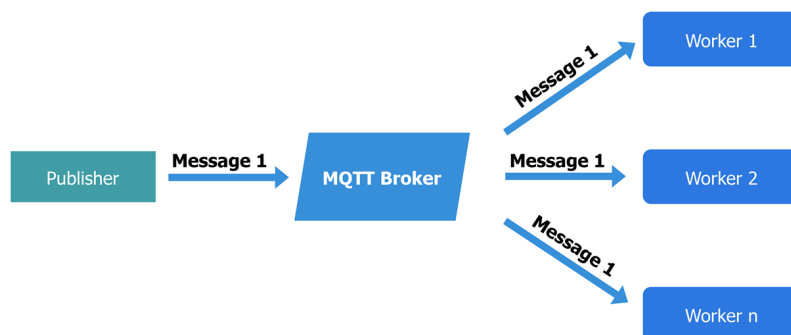 Publisher
Message 1
MQTT Broker
Message 1
Worker 1
Message 1
Worker 2
Message 1
Worker n